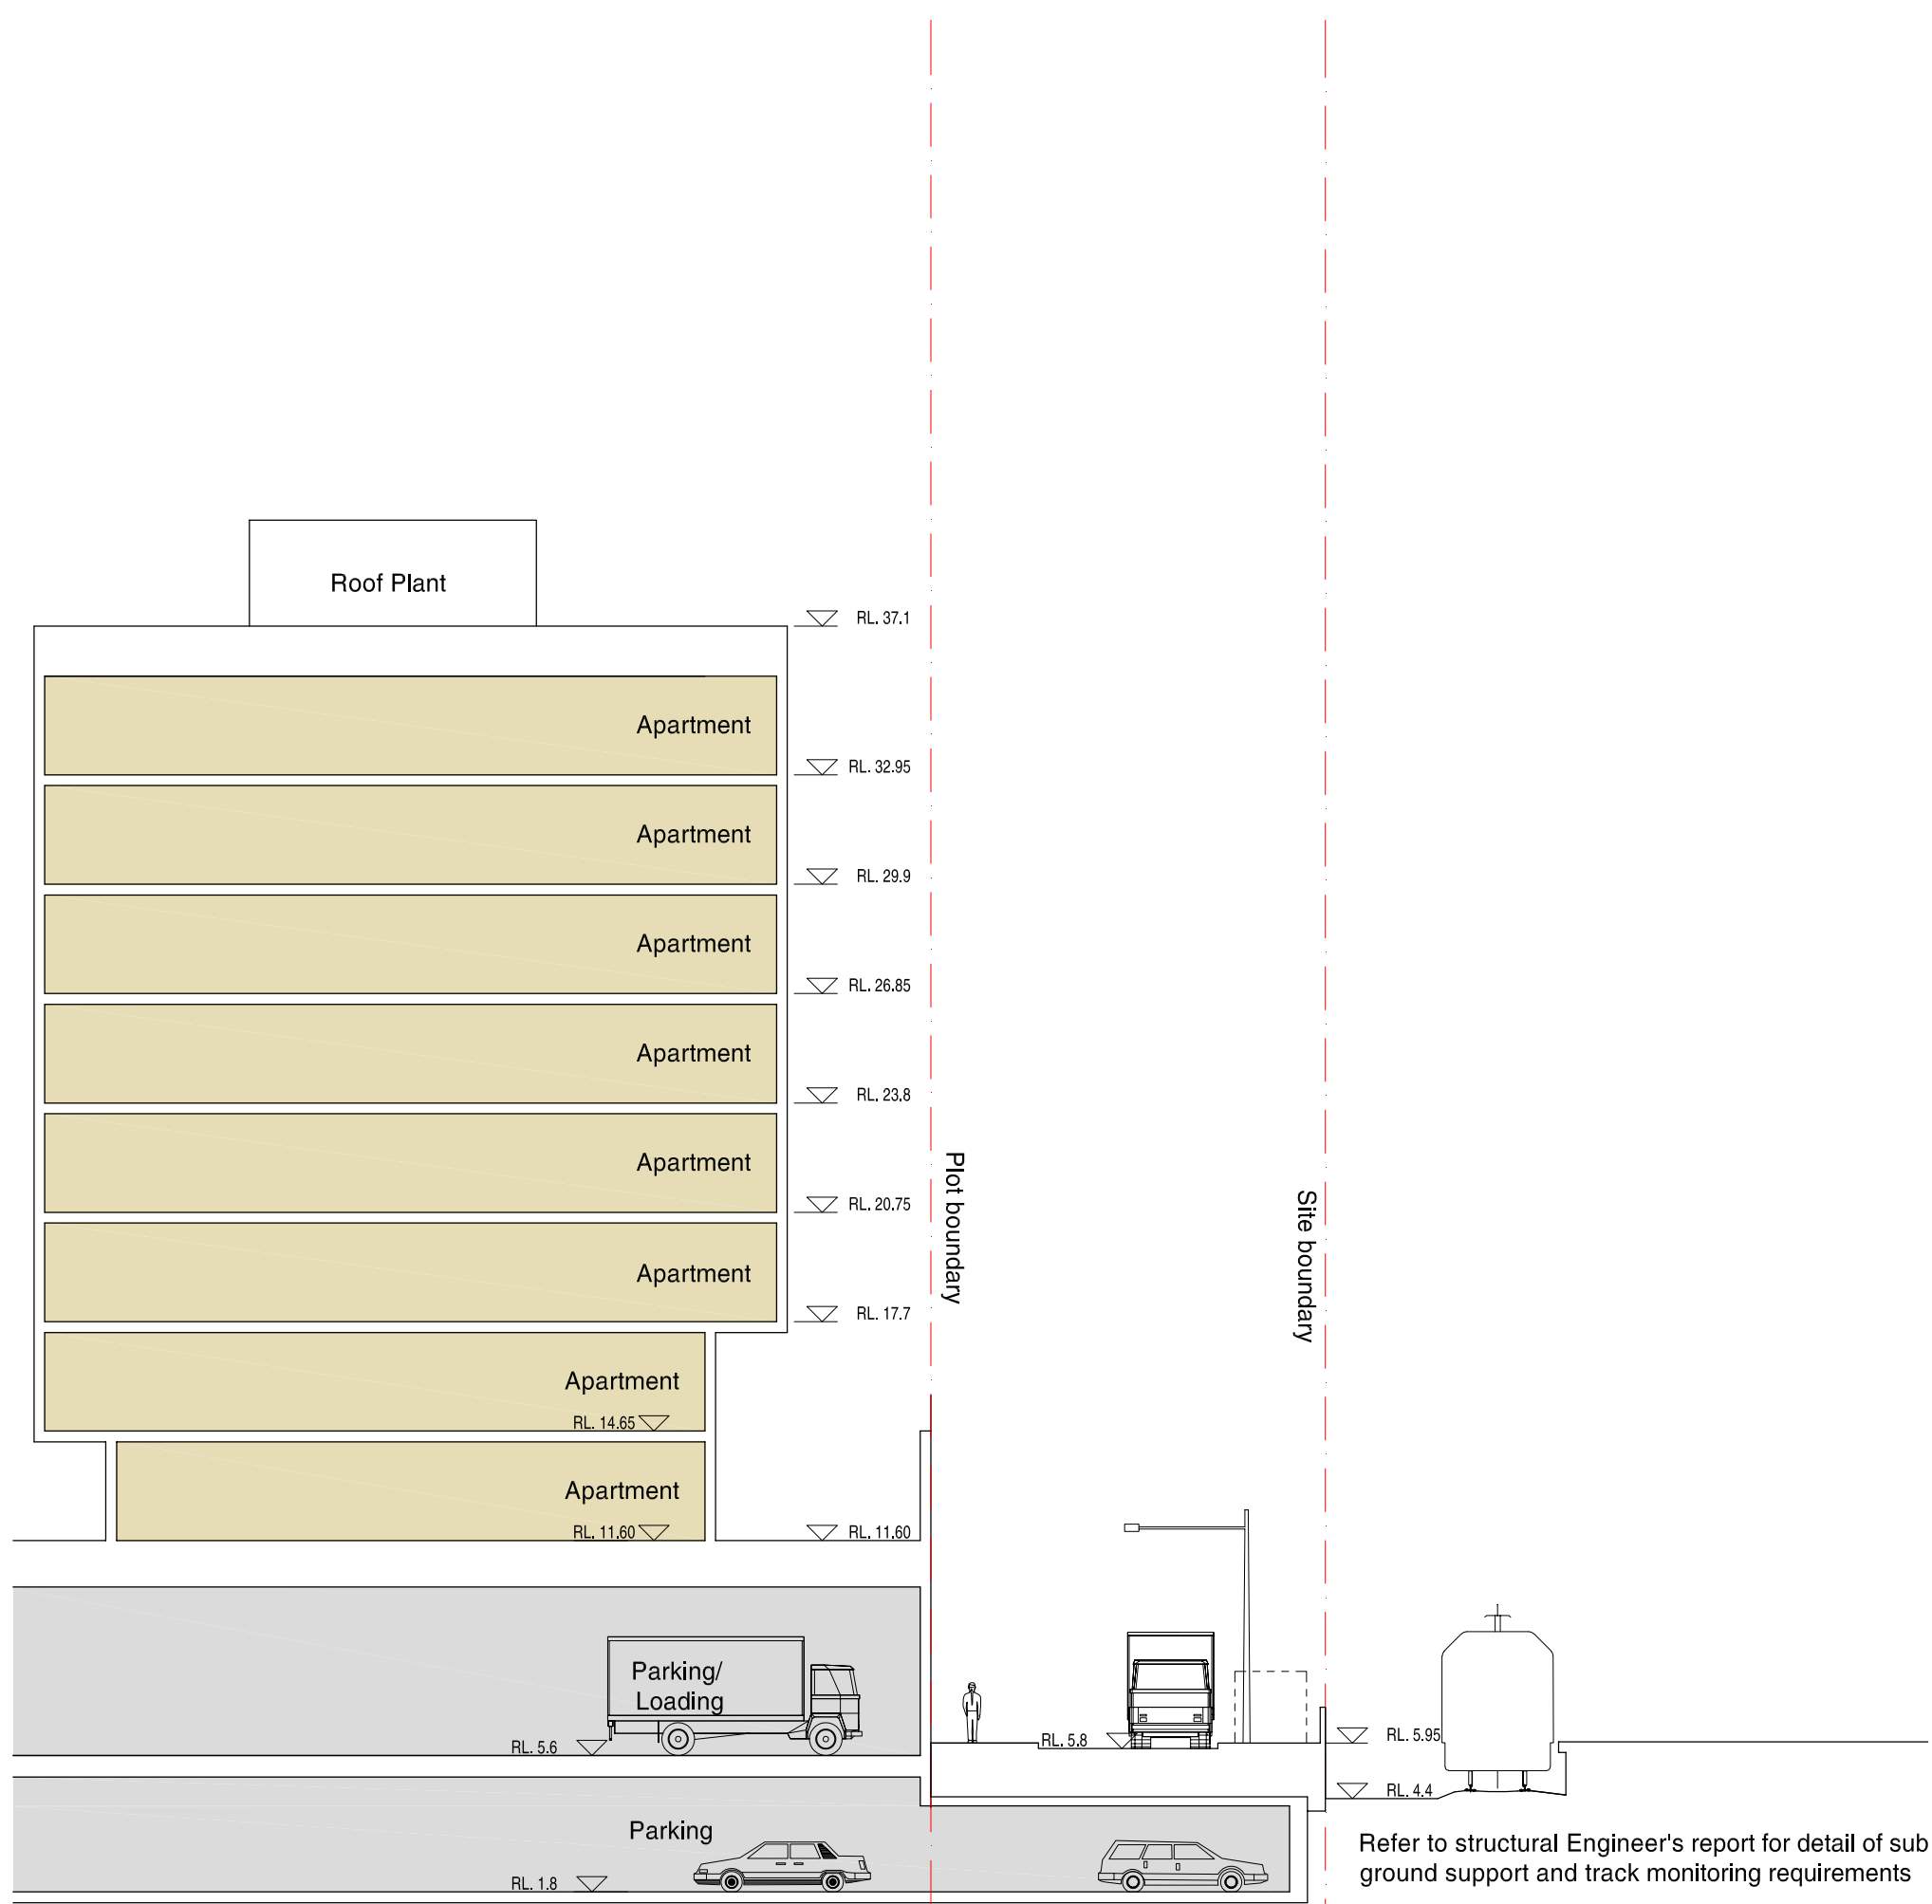 Roof Plant
RL. 37.1
Apartment
RL. 32.95
Apartment
RL. 29.9
Apartment
RL. 26.85
Apartment
RL. 23.8
Apartment
RL. 20.75
Apartment
RL. 17.7
Plot boundary
Site boundary
Apartment
RL. 14.65
Apartment
RL. 11.60
RL. 11.60
Parking/
Loading
RL. 5.6
RL. 5.8
RL. 5.95
RL. 4.4
Parking
RL. 1.8
Refer to structural Engineer's report for detail of sub
ground support and track monitoring requirements